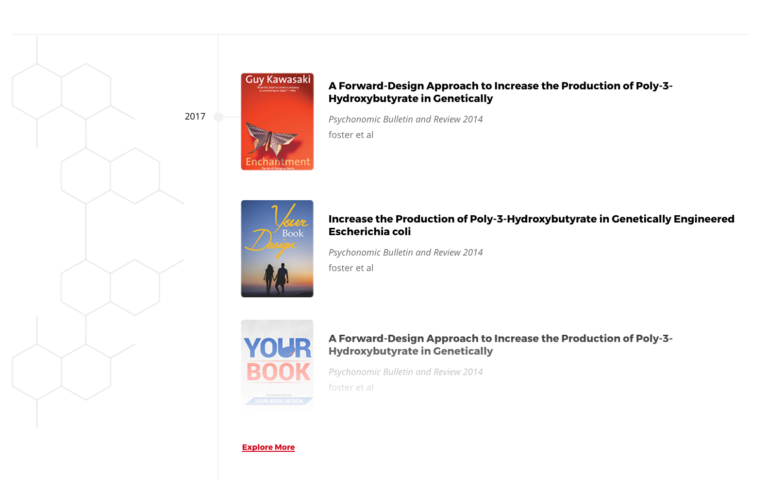 2017
Guy Kawasaki
Enchantment
A Forward-Design Approach to Increase the Production of Poly-3-
Hydroxybutyrate in Genetically
Psychonomic Bulletin and Review 2014
foster et al
Your
Book
Design
Increase the Production of Poly-3-Hydroxybutyrate in Genetically Engineered
Escherichia coli
Psychonomic Bulletin and Review 2014
foster et al
YOUR
BOOK
YOUR BOOK DESIGN
A Forward-Design Approach to Increase the Production of Poly-3-
Hydroxybutyrate in Genetically
Psychonomic Bulletin and Review 2014
foster et al
Explore More